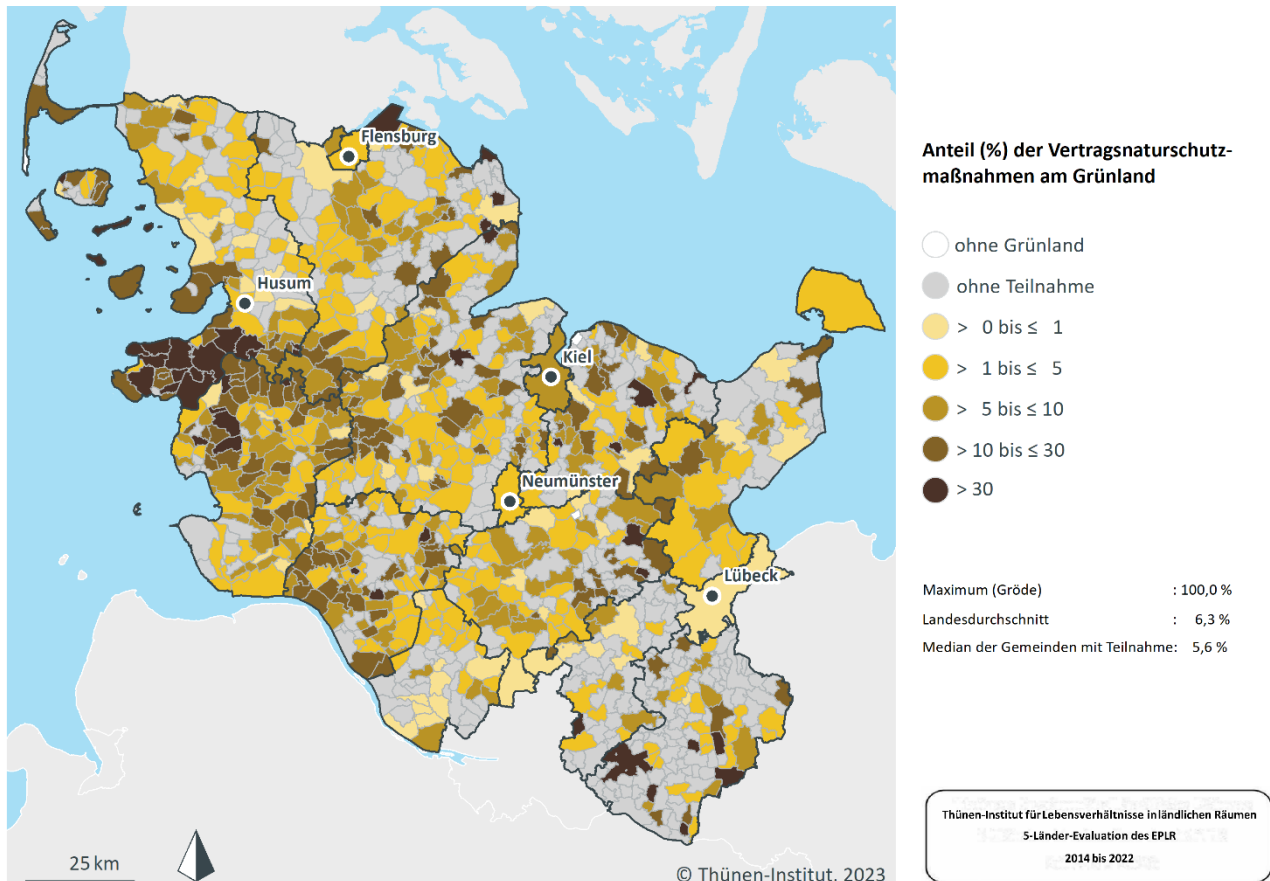 Flensburg
Husum
Kiel
Neumünster
Lübeck
25 km
© Thünen-Institut, 2023
Anteil (%) der Vertragsnaturschutz-
maßnahmen am Grünland
ohne Grünland
ohne Teilnahme
> 0 bis ≤ 1
> 1 bis ≤ 5
> 5 bis ≤ 10
> 10 bis ≤ 30
> 30
Maximum (Gröde) : 100,0 %
Landesdurchschnitt : 6,3 %
Median der Gemeinden mit Teilnahme: 5,6 %
Thünen-Institut für Lebensverhältnisse in ländlichen Räumen
5-Länder-Evaluation des EPLR
2014 bis 2022